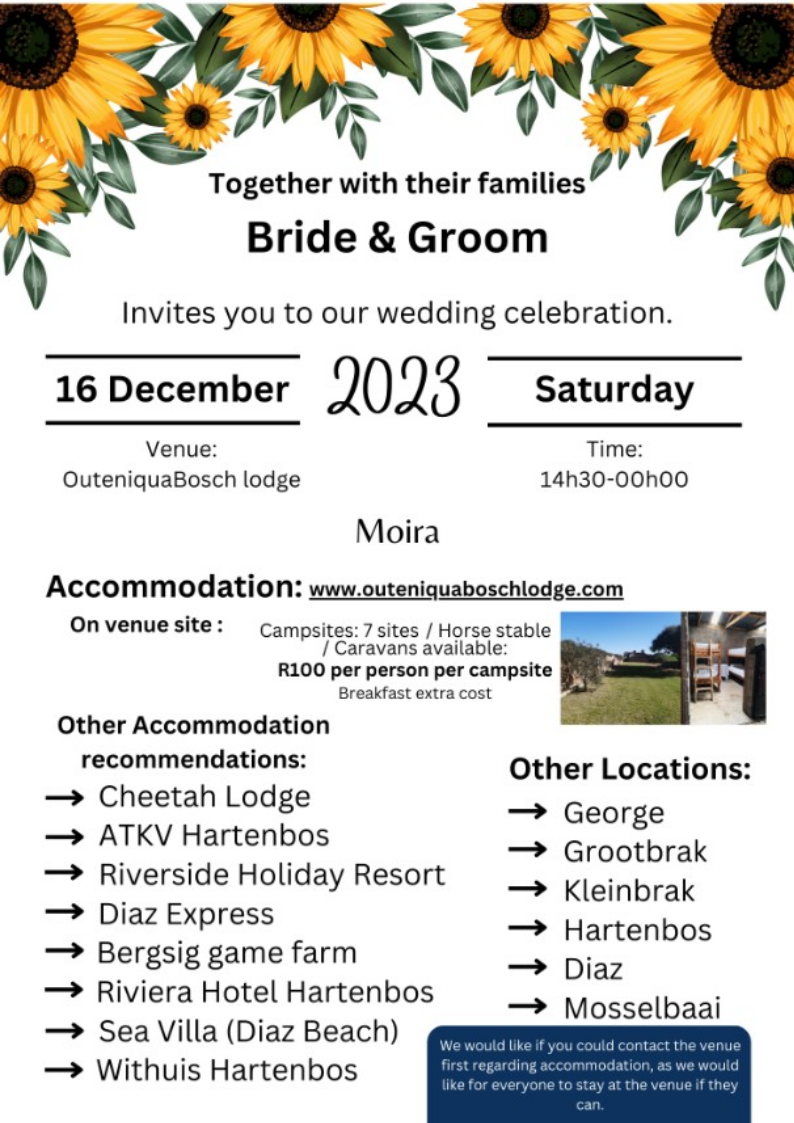 Together with their families
Bride & Groom
Invites you to our wedding celebration.
16 December
2023
Saturday
Venue:
OuteniquaBosch lodge
Time:
14h30-00h00
Moira
Accommodation: www.outeniquaboschlodge.com
On venue site :
Campsites: 7 sites / Horse stable
/ Caravans available:
R100 per person per campsite
Breakfast extra cost
Other Accommodation
recommendations:
→ Cheetah Lodge
→ ATKV Hartenbos
→ Riverside Holiday Resort
→ Diaz Express
→ Bergsig game farm
→ Riviera Hotel Hartenbos
→ Sea Villa (Diaz Beach)
→ Withuis Hartenbos
Other Locations:
→ George
→ Grootbrak
→ Kleinbrak
→ Hartenbos
→ Diaz
→ Mosselbaai
We would like if you could contact the venue
first regarding accommodation, as we would
like for everyone to stay at the venue if they
can.